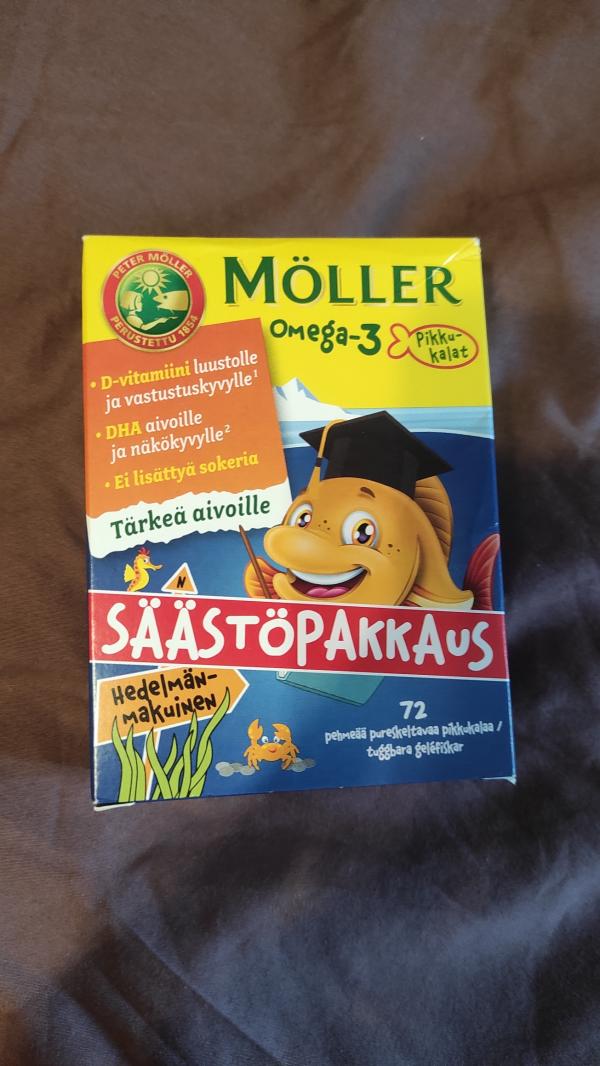 PETER MÖLLER
PERUSTETTU 1854
MÖLLER
Omega-3
Pikku-
kalat
• D-vitamiini luustolle
ja vastustuskyvylle¹
• DHA aivoille
ja näkökyvylle²
• Ei lisättyä sokeria
Tärkeä aivoille
N
SÄÄSTÖPAKKAUS
Hedelmän-
makuinen
72
pehmeää pureskeltavaa pikkukalaa /
tuggbara geléfiskar